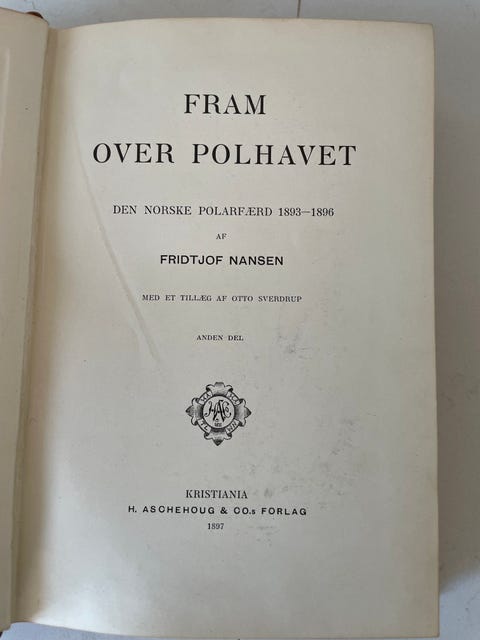 FRAM
OVER POLHAVET
DEN NORSKE POLARFÆRD 1893–1896
AF
FRIDTJOF NANSEN
MED ET TILLÆG AF OTTO SVERDRUP
ANDEN DEL
KRISTIANIA
H. ASCHEHOUG & CO.s FORLAG
1897